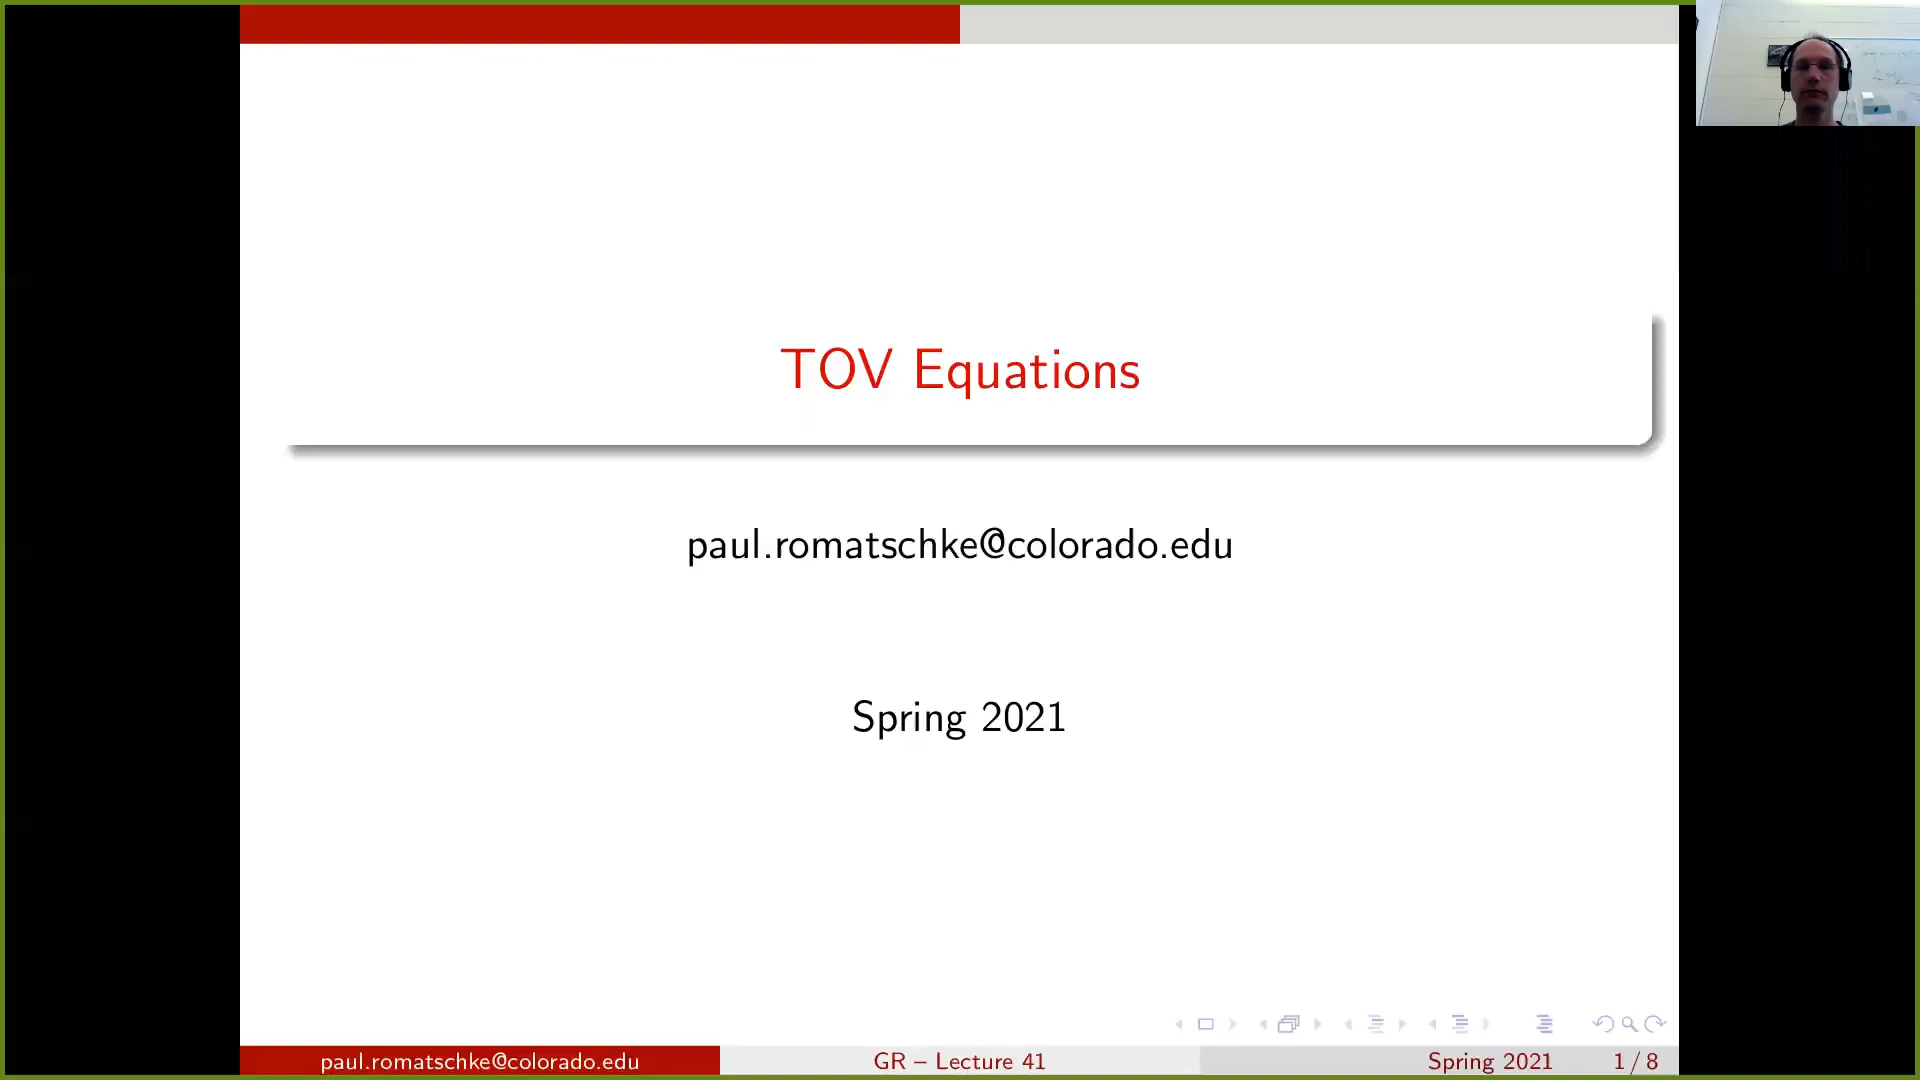 TOV Equations
paul.romatschke@colorado.edu
Spring 2021
paul.romatschke@colorado.edu GR – Lecture 41 Spring 2021 1 / 8